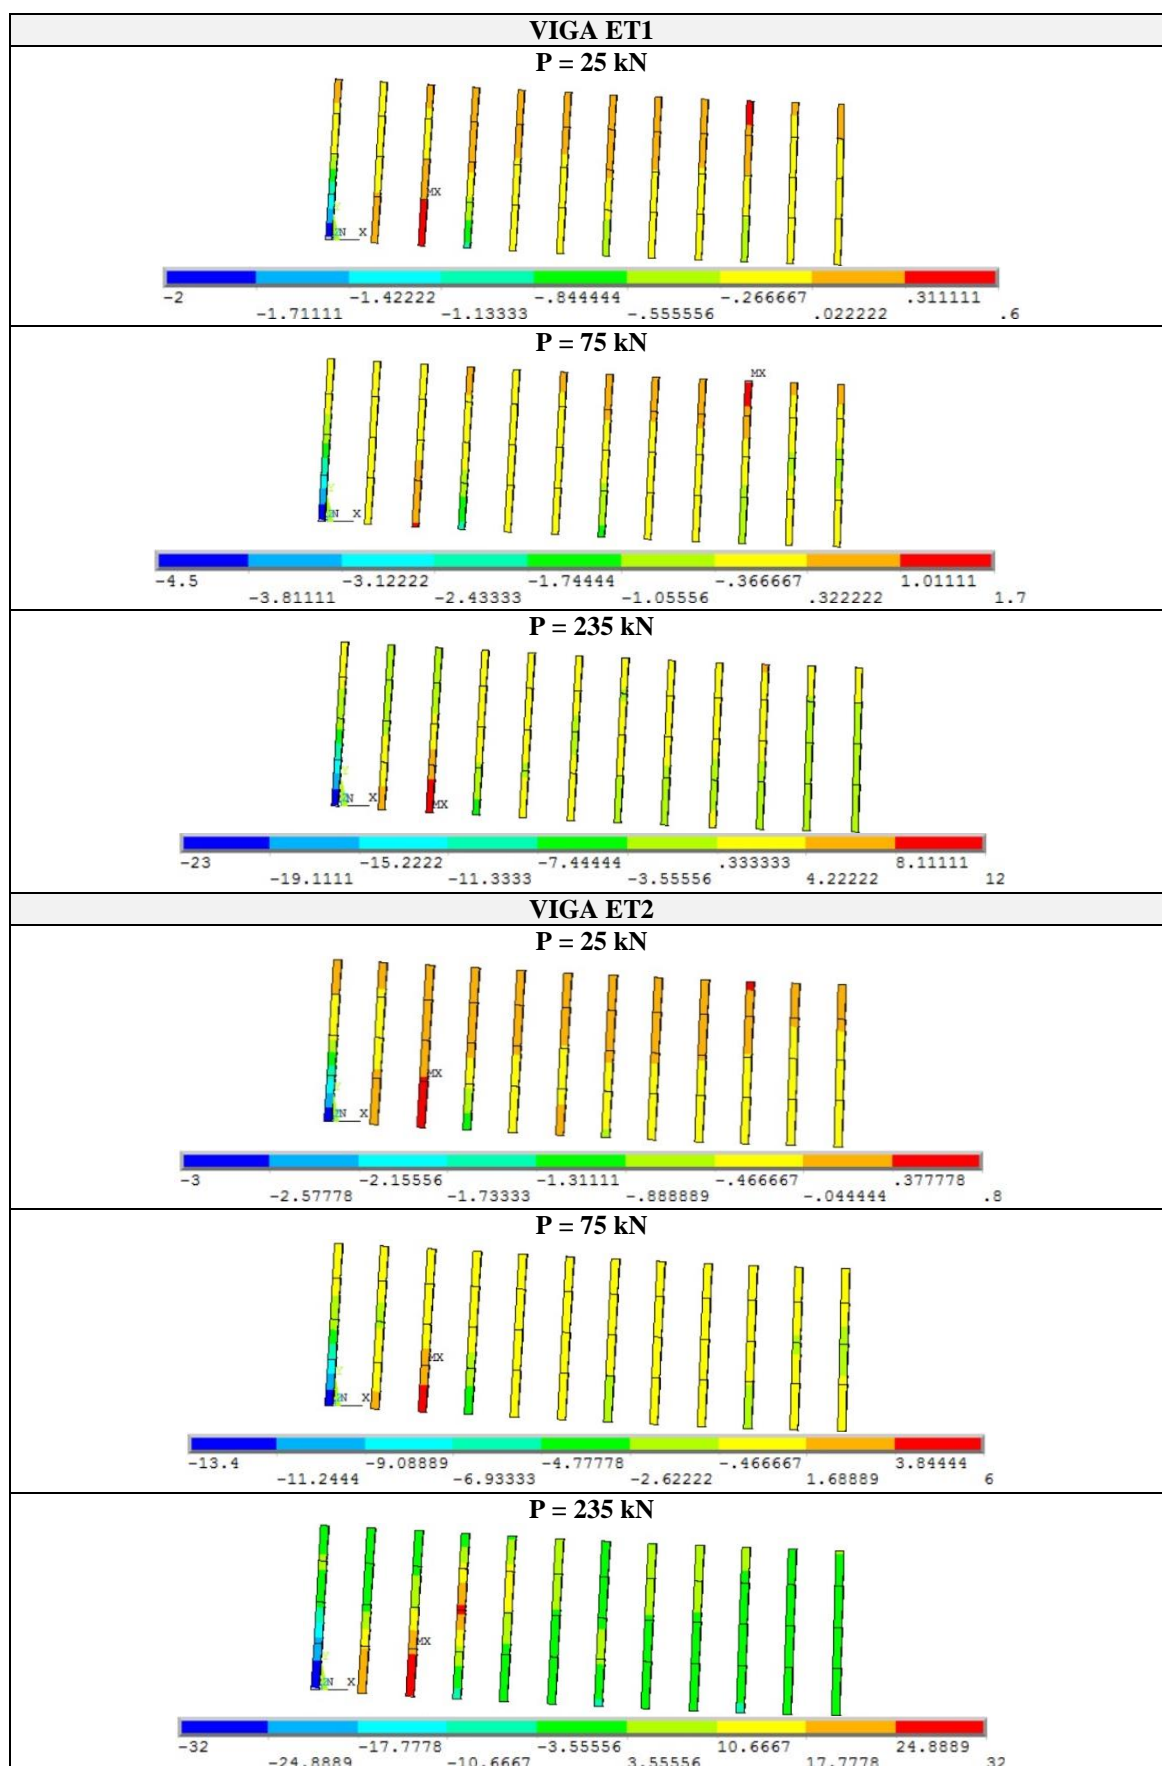 VIGA ET1
P = 25 kN
MX
N X
-2 -1.42222 -.844444 -.266667 .311111
-1.71111 -1.13333 -.555556 .022222 .6
P = 75 kN
MX
N X
-4.5 -3.12222 -1.74444 -.366667 1.01111
-3.81111 -2.43333 -1.05556 .322222 1.7
P = 235 kN
N X MX
-23 -15.2222 -7.44444 .333333 8.11111
-19.1111 -11.3333 -3.55556 4.22222 12
VIGA ET2
P = 25 kN
MX
N X
-3 -2.15556 -1.31111 -.466667 .377778
-2.57778 -1.73333 -.888889 -.044444 .8
P = 75 kN
MX
N X
-13.4 -9.08889 -4.77778 -.466667 3.84444
-11.2444 -6.93333 -2.62222 1.68889 6
P = 235 kN
MX
N X
-32 -17.7778 -3.55556 10.6667 24.8889
-24.8889 -10.6667 3.55556 17.7778 32